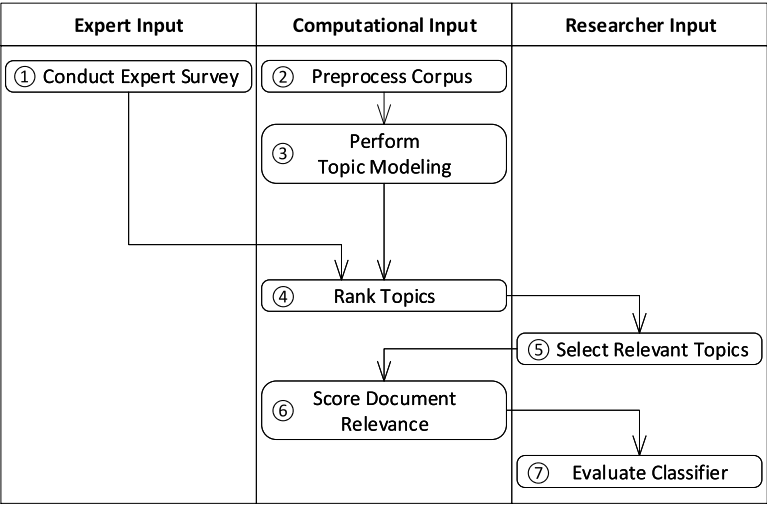 Expert Input
Computational Input
Researcher Input
① Conduct Expert Survey
② Preprocess Corpus
③ Perform
Topic Modeling
④ Rank Topics
⑤ Select Relevant Topics
⑥ Score Document
Relevance
⑦ Evaluate Classifier